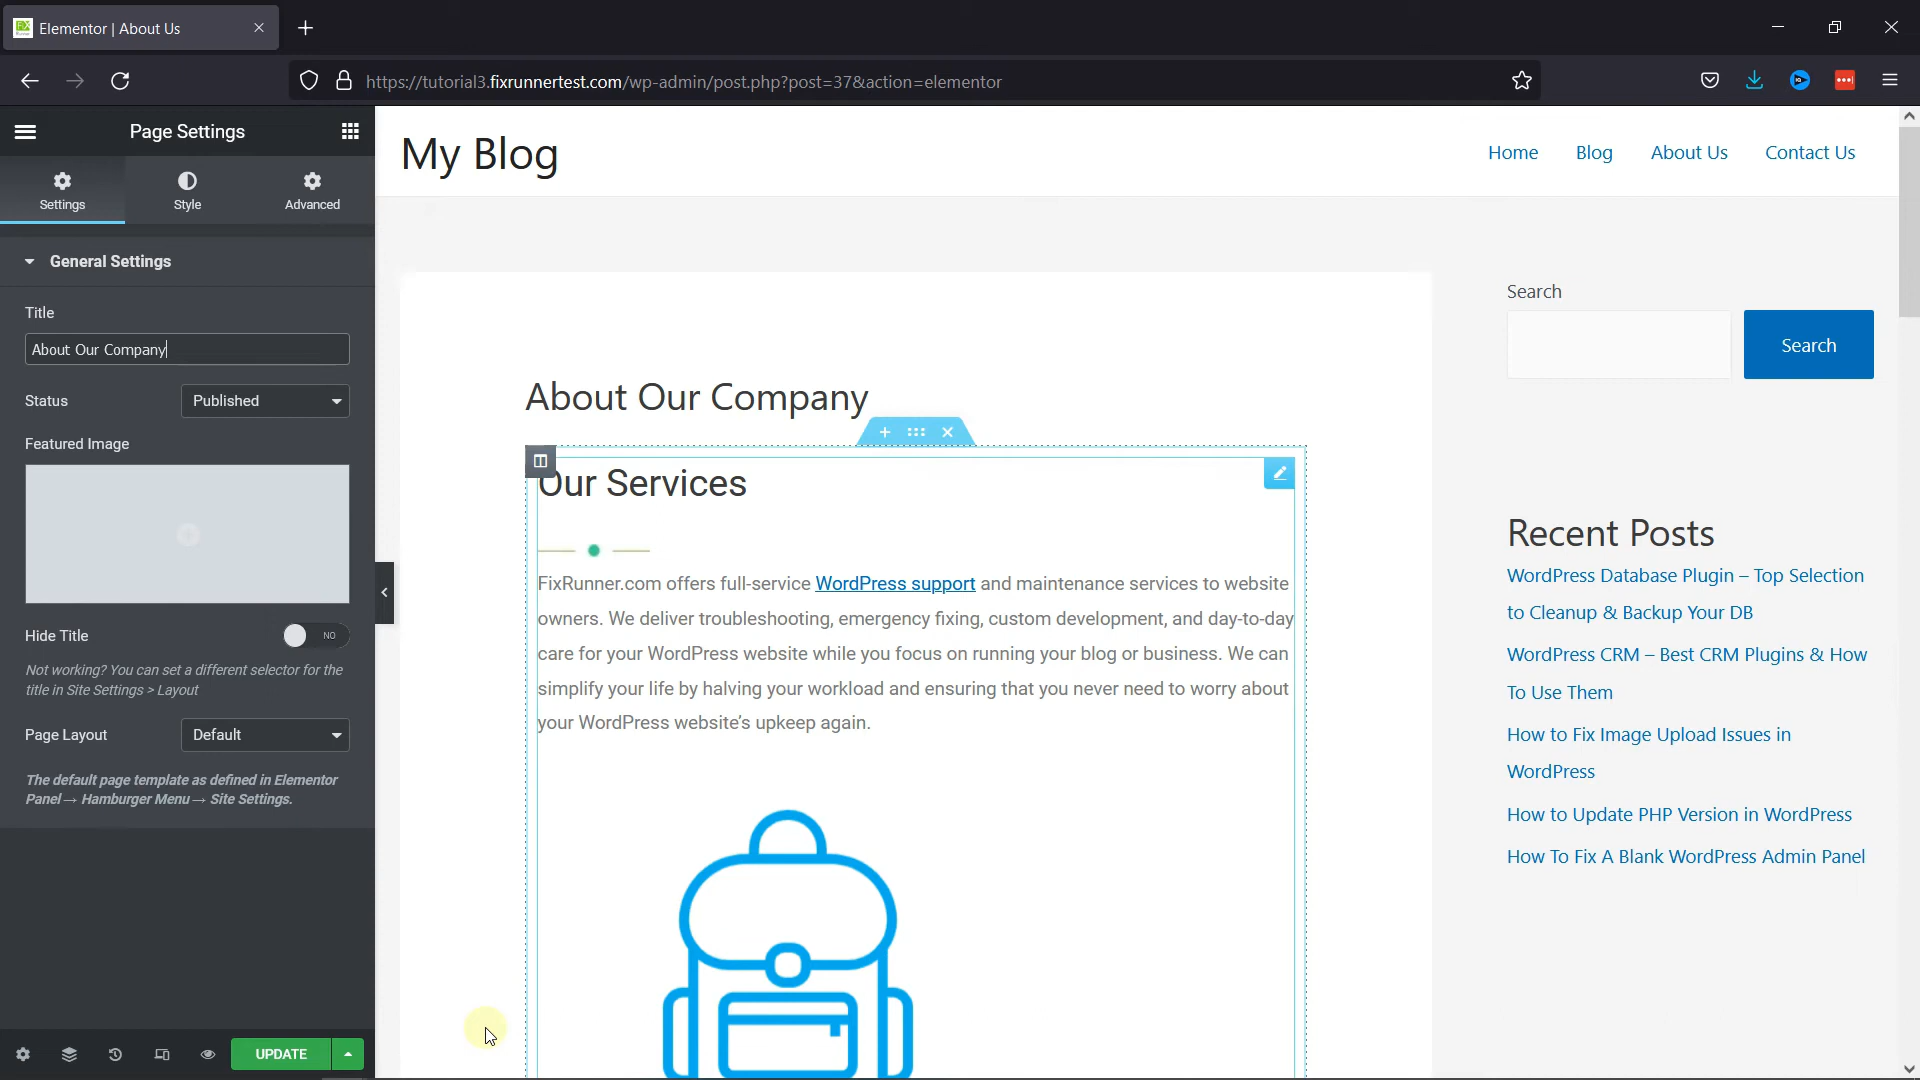 Elementor | About Us
https://tutorial3.fixrunnertest.com/wp-admin/post.php?post=37&action=elementor
Page Settings
Settings
Style
Advanced
General Settings
Title
About Our Company
Status
Published
Featured Image
Hide Title
NO
Not working? You can set a different selector for the
title in Site Settings > Layout
Page Layout
Default
The default page template as defined in Elementor
Panel → Hamburger Menu → Site Settings.
UPDATE
My Blog
Home
Blog
About Us
Contact Us
About Our Company
Our Services
FixRunner.com offers full-service WordPress support and maintenance services to website
owners. We deliver troubleshooting, emergency fixing, custom development, and day-to-day
care for your WordPress website while you focus on running your blog or business. We can
simplify your life by halving your workload and ensuring that you never need to worry about
your WordPress website’s upkeep again.
Search
Search
Recent Posts
WordPress Database Plugin – Top Selection
to Cleanup & Backup Your DB
WordPress CRM – Best CRM Plugins & How
To Use Them
How to Fix Image Upload Issues in
WordPress
How to Update PHP Version in WordPress
How To Fix A Blank WordPress Admin Panel